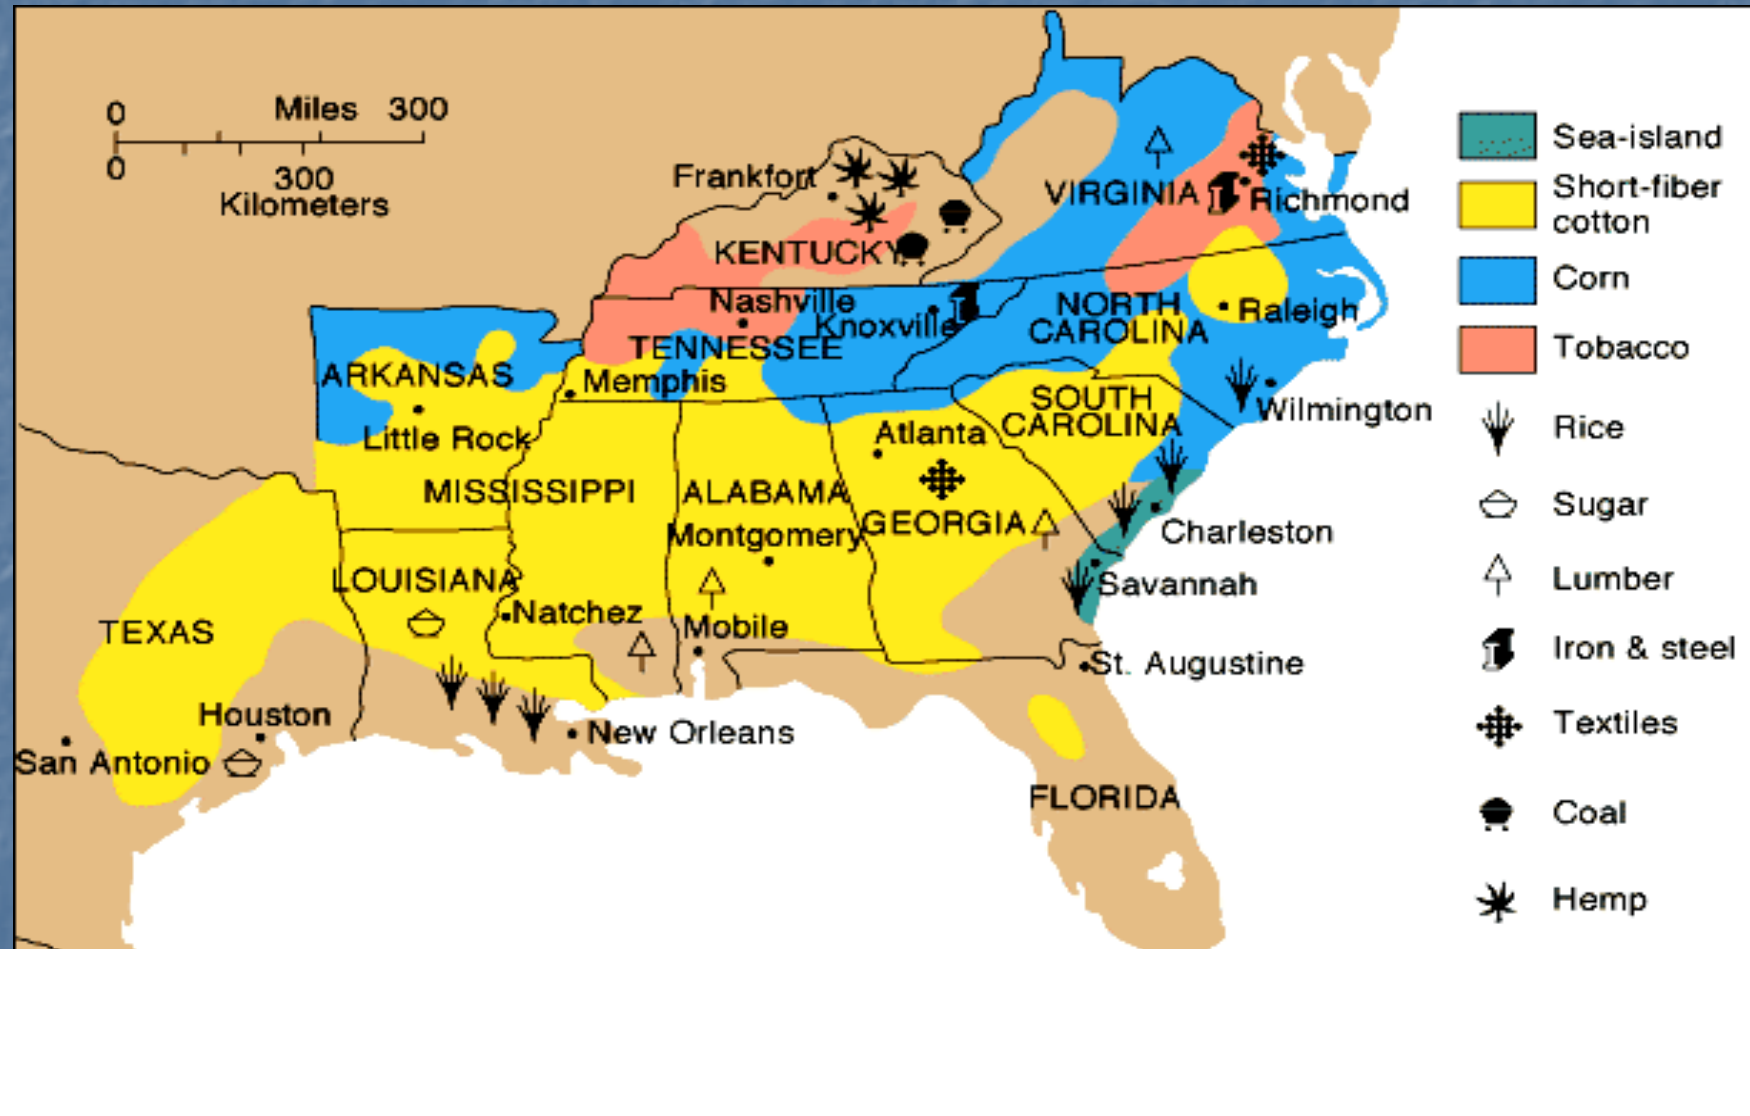 0 Miles 300
0 300
Kilometers
Frankfort
VIRGINIA
Richmond
KENTUCKY
Nashville
Knoxville
NORTH
CAROLINA
Raleigh
TENNESSEE
ARKANSAS
Memphis
SOUTH
CAROLINA
Wilmington
Little Rock
Atlanta
MISSISSIPPI
ALABAMA
GEORGIA
Montgomery
Charleston
LOUISIANA
Savannah
Natchez
TEXAS
Mobile
St. Augustine
Houston
New Orleans
San Antonio
FLORIDA
Sea-island
Short-fiber
cotton
Corn
Tobacco
Rice
Sugar
Lumber
Iron & steel
Textiles
Coal
Hemp